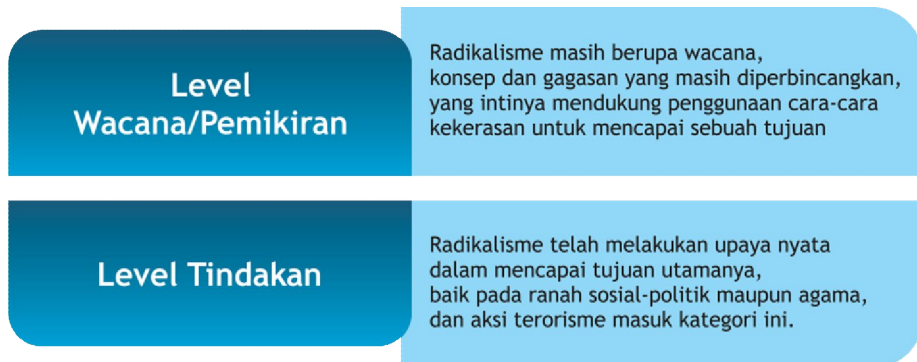 Level
Wacana/Pemikiran
Radikalisme masih berupa wacana,
konsep dan gagasan yang masih diperbincangkan,
yang intinya mendukung penggunaan cara-cara
kekerasan untuk mencapai sebuah tujuan
Level Tindakan
Radikalisme telah melakukan upaya nyata
dalam mencapai tujuan utamanya,
baik pada ranah sosial-politik maupun agama,
dan aksi terorisme masuk kategori ini.